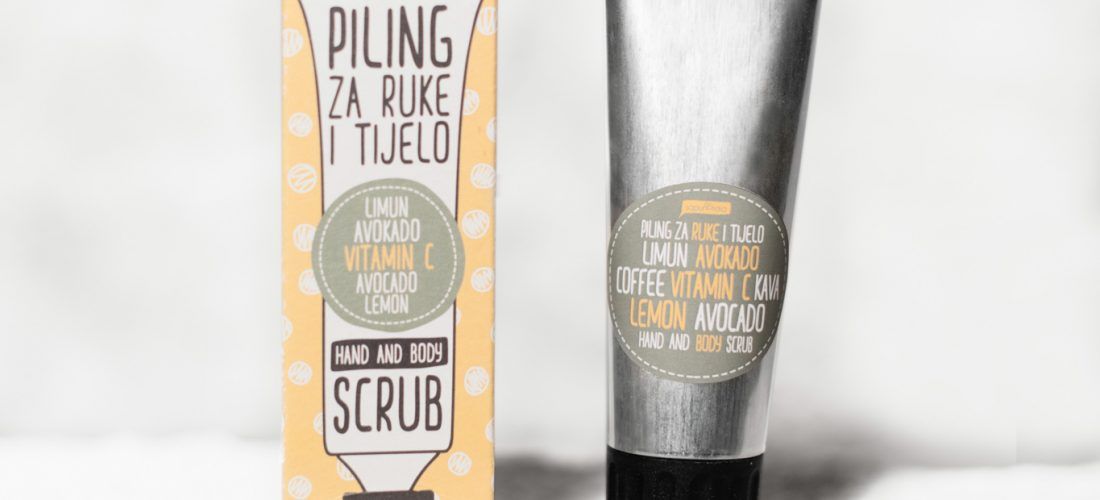 PILING
ZA RUKE
I TIJELO
LIMUN
AVOKADO
VITAMIN C
AVOCADO
LEMON
HAND AND BODY
SCRUB
PILING ZA RUKE I TIJELO
LIMUN AVOKADO
COFFEE VITAMIN C KAVA
LEMON AVOCADO
HAND AND BODY SCRUB